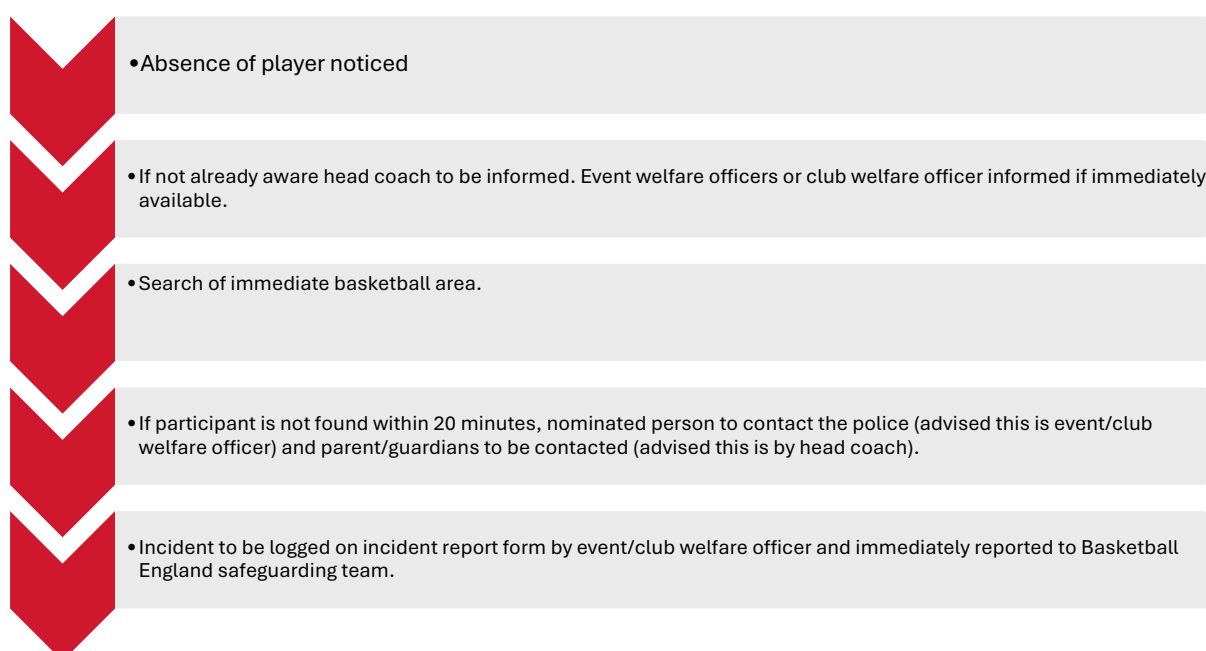 •Absence of player noticed
•If not already aware head coach to be informed. Event welfare officers or club welfare officer informed if immediately
available.
•Search of immediate basketball area.
•If participant is not found within 20 minutes, nominated person to contact the police (advised this is event/club
welfare officer) and parent/guardians to be contacted (advised this is by head coach).
•Incident to be logged on incident report form by event/club welfare officer and immediately reported to Basketball
England safeguarding team.